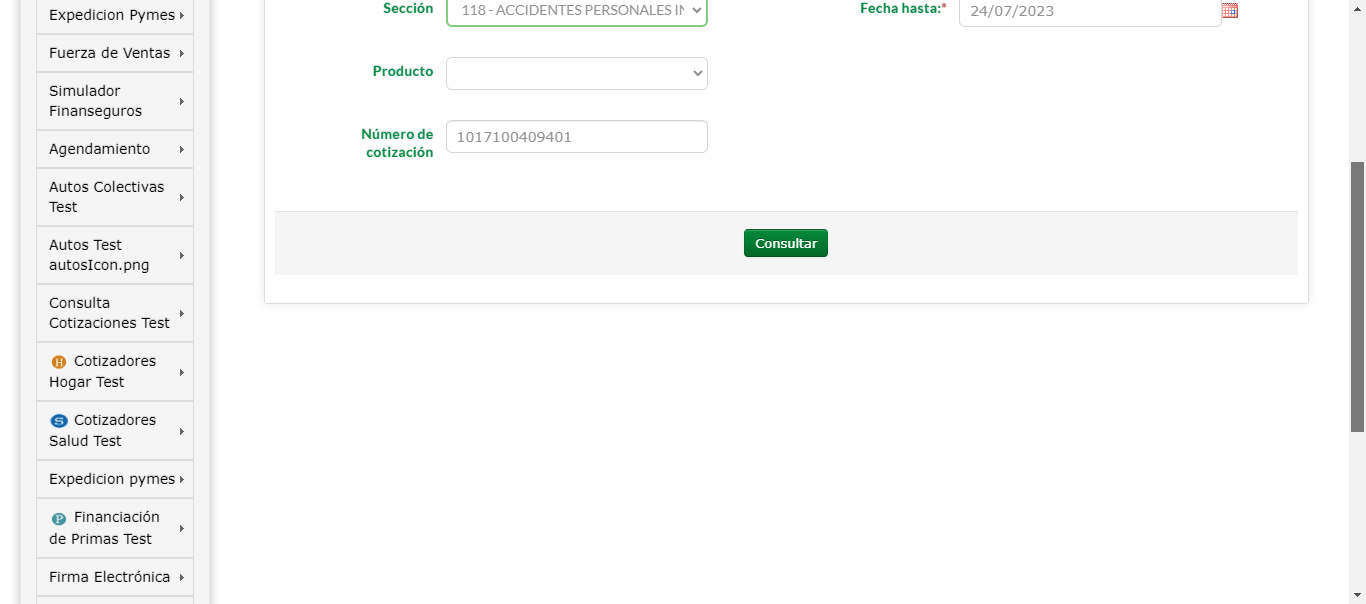 Expedicion Pymes
Fuerza de Ventas
Simulador
Finanseguros
Agendamiento
Autos Colectivas
Test
Autos Test
autosIcon.png
Consulta
Cotizaciones Test
H Cotizadores
Hogar Test
S Cotizadores
Salud Test
Expedicion pymes
P Financiación
de Primas Test
Firma Electrónica
Sección 118 - ACCIDENTES PERSONALES IN
Fecha hasta:* 24/07/2023
Producto
Número de
cotización
1017100409401
Consultar